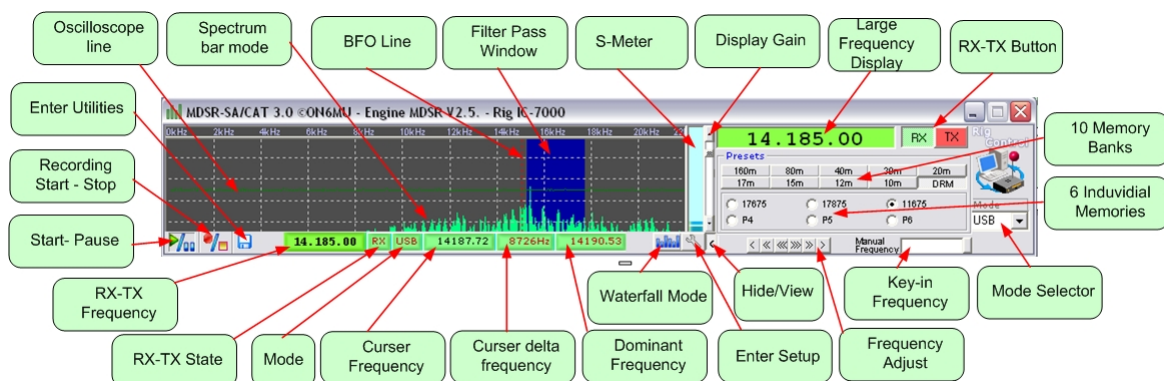 Oscilloscope
line
Spectrum
bar mode
BFO Line
Filter Pass
Window
S-Meter
Display Gain
Large
Frequency
Display
RX-TX Button
Enter Utilities
Recording
Start - Stop
Start- Pause
MDSR-SA/CAT 3.0 ©ON6MU - Engine MDSR V2.5. - Rig IC-7000
0kHz 2kHz 4kHz 6kHz 8kHz 10kHz 12kHz 14kHz 16kHz 18kHz 20kHz 22
14.185.00 RX USB 14187.72 8726Hz 14190.53
14.185.00 RX TX
Rig
Control
Presets
160m 80m 40m 30m 20m
17m 15m 12m 10m DRM
17675 17875 11675
P4 P5 P6
Mode
USB
< « ««« »»» » >
Manual
Frequency
10 Memory
Banks
6 Induvidial
Memories
RX-TX
Frequency
RX-TX State
Mode
Curser
Frequency
Curser delta
frequency
Dominant
Frequency
Waterfall Mode
Enter Setup
Hide/View
Key-in
Frequency
Frequency
Adjust
Mode Selector